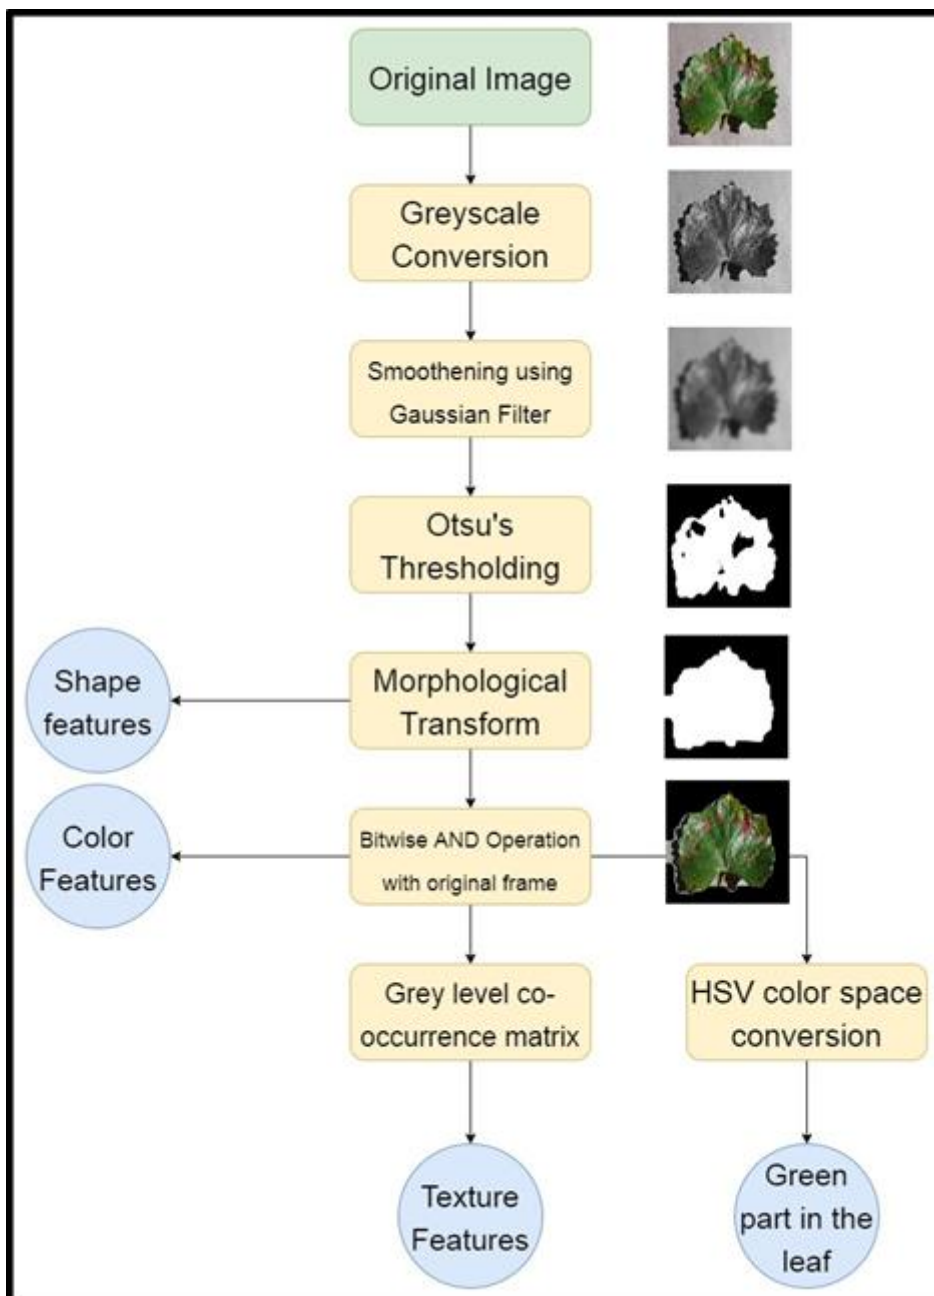 Original Image
Greyscale
Conversion
Smoothening using
Gaussian Filter
Otsu's
Thresholding
Shape
features
Morphological
Transform
Color
Features
Bitwise AND Operation
with original frame
Grey level co-
occurrence matrix
HSV color space
conversion
Texture
Features
Green
part in the
leaf